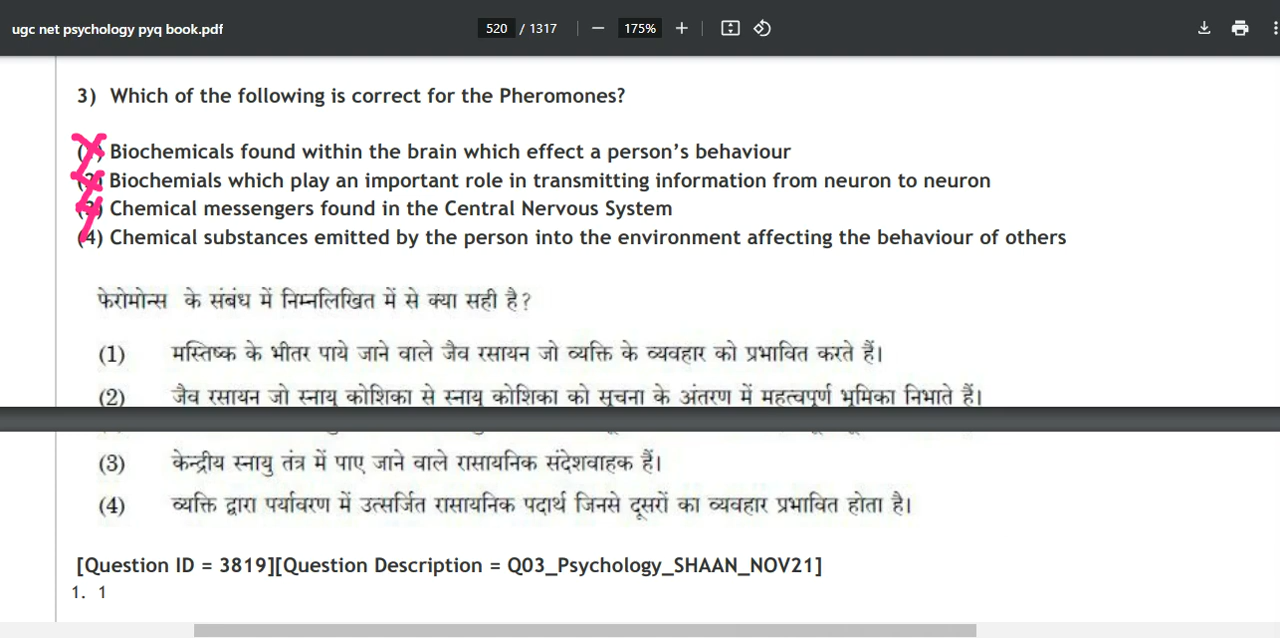 ugc net psychology pyq book.pdf
520 / 1317
175%
3) Which of the following is correct for the Pheromones?
(1) Biochemicals found within the brain which effect a person's behaviour
(2) Biochemials which play an important role in transmitting information from neuron to neuron
(3) Chemical messengers found in the Central Nervous System
(4) Chemical substances emitted by the person into the environment affecting the behaviour of others
फेरोमोन्स के संबंध में निम्नलिखित में से क्या सही है?
(1) मस्तिष्क के भीतर पाये जाने वाले जैव रसायन जो व्यक्ति के व्यवहार को प्रभावित करते हैं।
(2) जैव रसायन जो स्नायु कोशिका से स्नायु कोशिका को सूचना के अंतरण में महत्वपूर्ण भूमिका निभाते हैं।
(3) केन्द्रीय स्नायु तंत्र में पाए जाने वाले रासायनिक संदेशवाहक हैं।
(4) व्यक्ति द्वारा पर्यावरण में उत्सर्जित रासायनिक पदार्थ जिनसे दूसरों का व्यवहार प्रभावित होता है।
[Question ID = 3819][Question Description = Q03_Psychology_SHAAN_NOV21]
1. 1